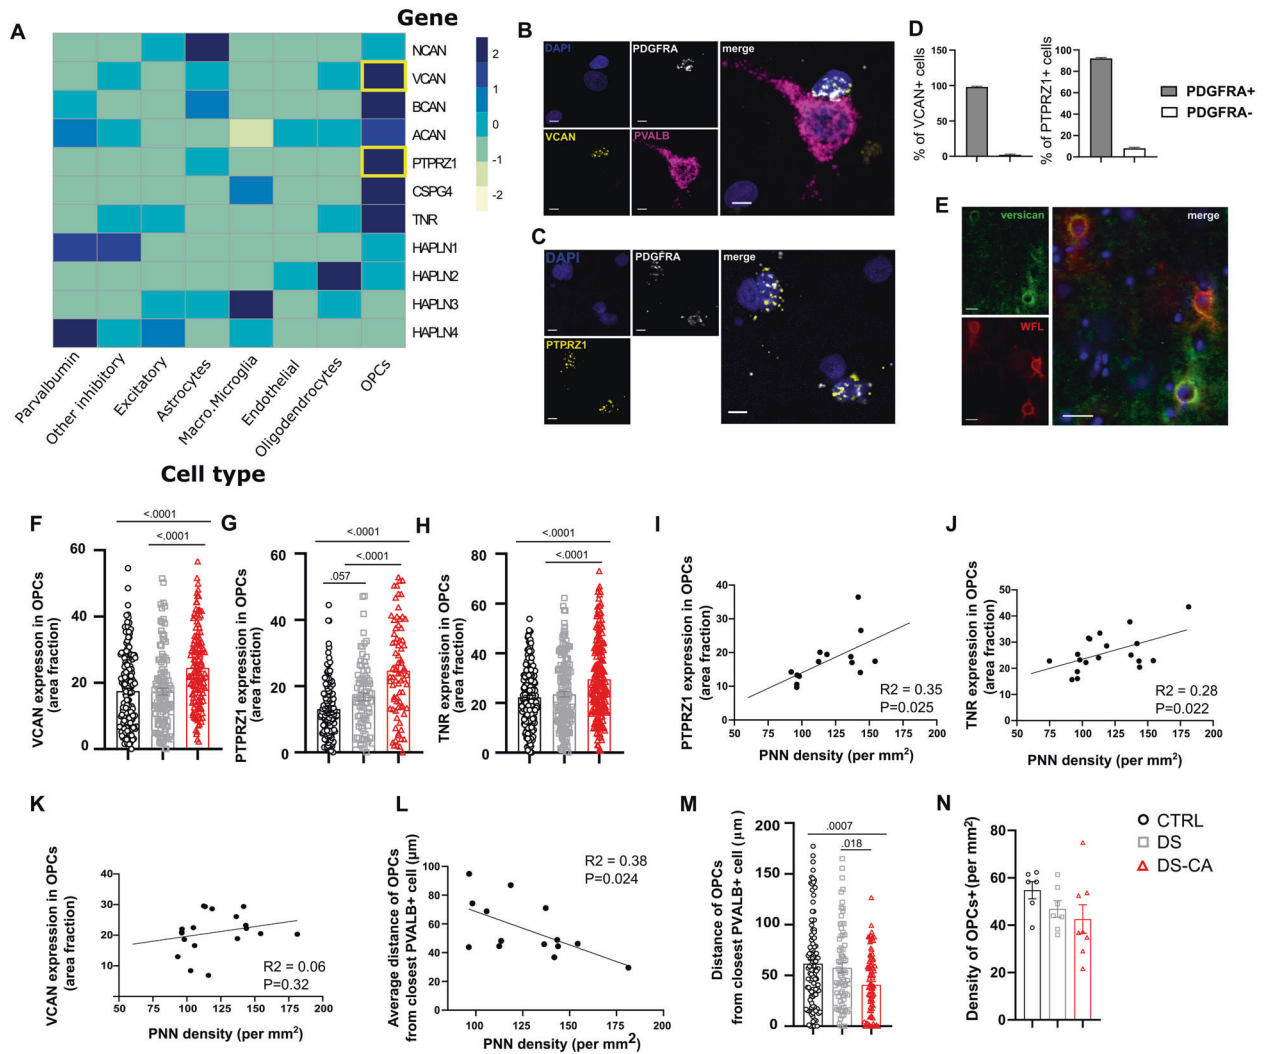 Gene
A
NCAN
VCAN
BCAN
ACAN
PTPRZ1
CSPG4
TNR
HAPLN1
HAPLN2
HAPLN3
HAPLN4
2
1
0
-1
-2
Parvalbumin
Other inhibitory
Excitatory
Astrocytes
Macro.Microglia
Endothelial
Oligodendrocytes
OPCs
Cell type
B
DAPI
PDGFRA
merge
VCAN
PVALB
C
DAPI
PDGFRA
merge
PTPRZ1
D
% of VCAN+ cells
150
100
50
0
% of PTPRZ1+ cells
100
80
60
40
20
0
PDGFRA+
PDGFRA-
E
versican
merge
WFL
F
<.0001
<.0001
VCAN expression in OPCs
(area fraction)
60
40
20
0
G
<.0001
<.0001
.057
PTPRZ1 expression in OPCs
(area fraction)
60
40
20
0
H
<.0001
<.0001
TNR expression in OPCs
(area fraction)
80
60
40
20
0
I
PTPRZ1 expression in OPCs
(area fraction)
40
30
20
10
0
R2 = 0.35
P=0.025
50 75 100 125 150 175 200
PNN density (per mm2)
J
TNR expression in OPCs
(area fraction)
50
40
30
20
10
0
R2 = 0.28
P=0.022
50 75 100 125 150 175 200
PNN density (per mm2)
K
VCAN expression in OPCs
(area fraction)
40
30
20
10
R2 = 0.06
P=0.32
50 75 100 125 150 175 200
PNN density (per mm2)
L
Average distance of OPCs
from closest PVALB+ cell (μm)
100
80
60
40
20
0
R2 = 0.38
P=0.024
100 125 150 175 200
PNN density (per mm2)
M
.0007
.018
Distance of OPCs
from closest PVALB+ cell (μm)
200
150
100
50
0
N
Density of OPCs+ (per mm2)
80
60
40
20
0
CTRL
DS
DS-CA